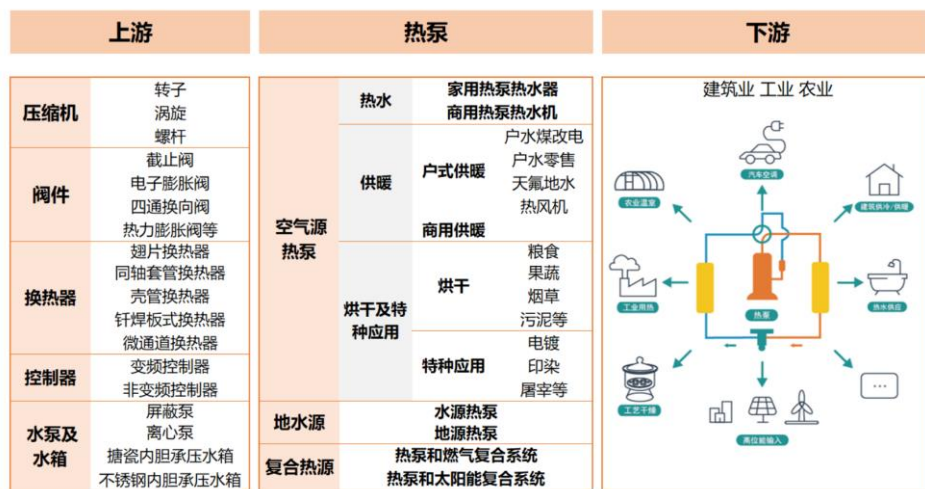 上游
热泵
下游
压缩机
转子
涡旋
螺杆
阀件
截止阀
电子膨胀阀
四通换向阀
热力膨胀阀等
换热器
翅片换热器
同轴套管换热器
壳管换热器
钎焊板式换热器
微通道换热器
控制器
变频控制器
非变频控制器
水泵及
水箱
屏蔽泵
离心泵
搪瓷内胆承压水箱
不锈钢内胆承压水箱
空气源
热泵
热水
家用热泵热水器
商用热泵热水机
供暖
户式供暖
户水煤改电
户水零售
天氟地水
热风机
商用供暖
烘干及特
种应用
烘干
粮食
果蔬
烟草
污泥等
特种应用
电镀
印染
屠宰等
地水源
水源热泵
地源热泵
复合热源
热泵和燃气复合系统
热泵和太阳能复合系统
建筑业 工业 农业
汽车空调
农业温室
建筑供冷/供暖
工业用热
热泵
热水供应
工艺干燥
高位能输入